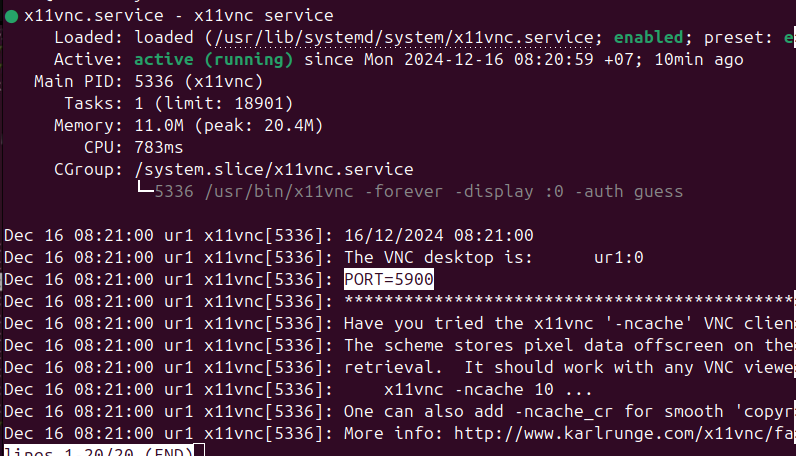 ● x11vnc.service - x11vnc service
Loaded: loaded (/usr/lib/systemd/system/x11vnc.service; enabled; preset: e
Active: active (running) since Mon 2024-12-16 08:20:59 +07; 10min ago
Main PID: 5336 (x11vnc)
Tasks: 1 (limit: 18901)
Memory: 11.0M (peak: 20.4M)
CPU: 783ms
CGroup: /system.slice/x11vnc.service
└─5336 /usr/bin/x11vnc -forever -display :0 -auth guess
Dec 16 08:21:00 ur1 x11vnc[5336]: 16/12/2024 08:21:00
Dec 16 08:21:00 ur1 x11vnc[5336]: The VNC desktop is: ur1:0
Dec 16 08:21:00 ur1 x11vnc[5336]: PORT=5900
Dec 16 08:21:00 ur1 x11vnc[5336]: *********************************************
Dec 16 08:21:00 ur1 x11vnc[5336]: Have you tried the x11vnc '-ncache' VNC clien
Dec 16 08:21:00 ur1 x11vnc[5336]: The scheme stores pixel data offscreen on the
Dec 16 08:21:00 ur1 x11vnc[5336]: retrieval. It should work with any VNC viewe
Dec 16 08:21:00 ur1 x11vnc[5336]: x11vnc -ncache 10 ...
Dec 16 08:21:00 ur1 x11vnc[5336]: One can also add -ncache_cr for smooth 'copyr
Dec 16 08:21:00 ur1 x11vnc[5336]: More info: http://www.karlrunge.com/x11vnc/fa
lines 1-20/20 (END)